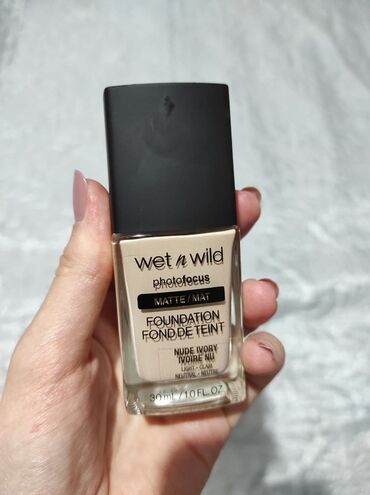 wet n wild
photofocus
MATTE / MAT
FOUNDATION
FOND DE TEINT
NUDE IVORY
IVOIRE NU
LIGHT - CLAIR
NEUTRAL - NEUTRE
30 mL / 1.0 FL. OZ